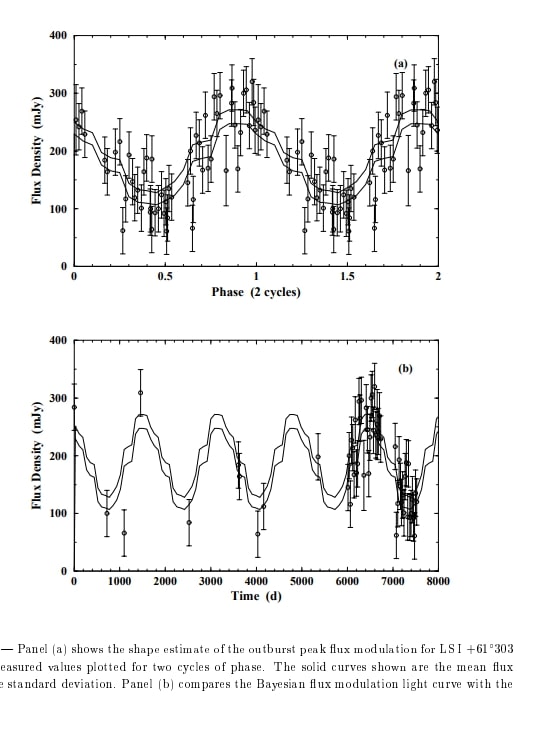 400
300
200
100
0
Flux Density (mJy)
(a)
0 0.5 1 1.5 2
Phase (2 cycles)
400
300
200
100
0
Flux Density (mJy)
(b)
0 1000 2000 3000 4000 5000 6000 7000 8000
Time (d)
— Panel (a) shows the shape estimate of the outburst peak flux modulation for LS I +61°303
easured values plotted for two cycles of phase. The solid curves shown are the mean flux
e standard deviation. Panel (b) compares the Bayesian flux modulation light curve with the